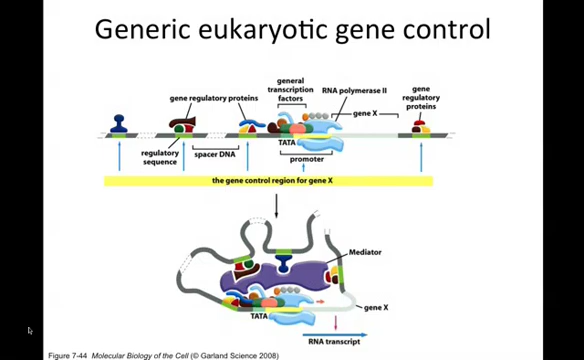 Generic eukaryotic gene control
general
transcription
factors
RNA polymerase II
gene
regulatory
proteins
gene regulatory proteins
gene X
TATA
regulatory
sequence
spacer DNA
promoter
the gene control region for gene X
Mediator
TATA
gene X
RNA transcript
Figure 7-44 Molecular Biology of the Cell (© Garland Science 2008)